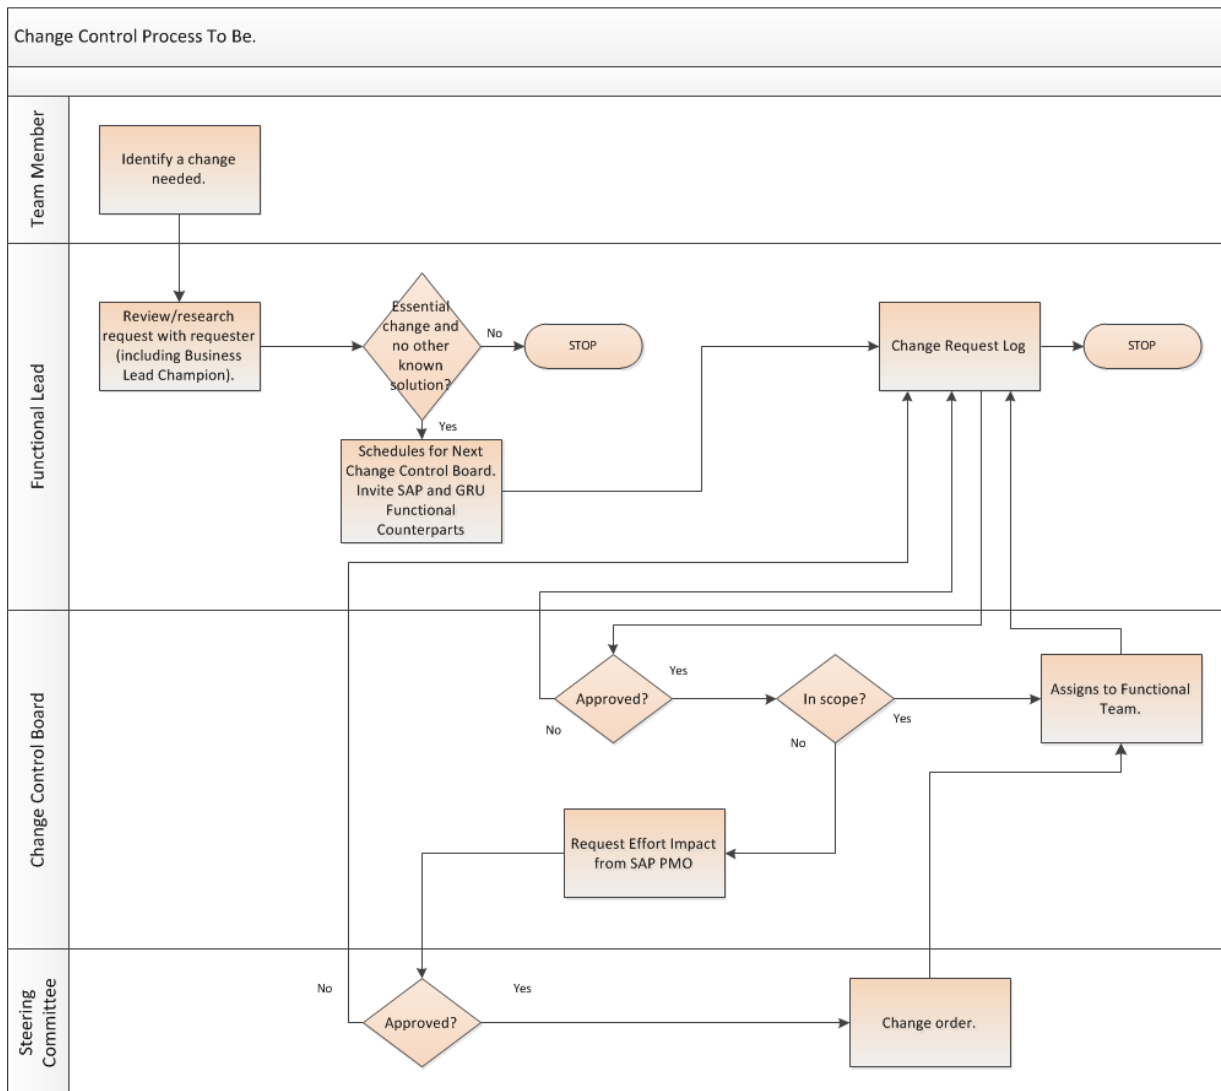 Change Control Process To Be.
Team Member
Identify a change
needed.
Functional Lead
Review/research
request with requester
(including Business
Lead Champion).
Essential
change and
no other
known
solution?
No
STOP
Yes
Schedules for Next
Change Control Board.
Invite SAP and GRU
Functional
Counterparts
Change Request Log
STOP
Change Control Board
Approved?
Yes
No
In scope?
Yes
No
Assigns to Functional
Team.
Request Effort Impact
from SAP PMO
Steering
Committee
No
Approved?
Yes
Change order.